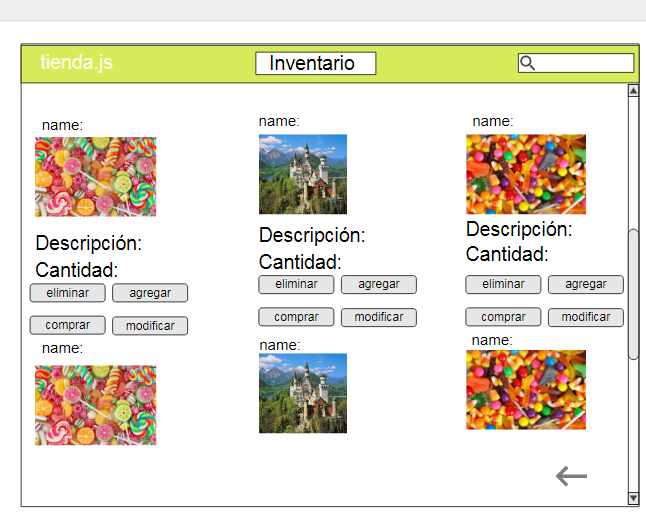 tienda.js
Inventario
name:
name:
name:
Descripción:
Cantidad:
eliminar agregar
comprar modificar
Descripción:
Cantidad:
eliminar agregar
comprar modificar
Descripción:
Cantidad:
eliminar agregar
comprar modificar
name:
name:
name: